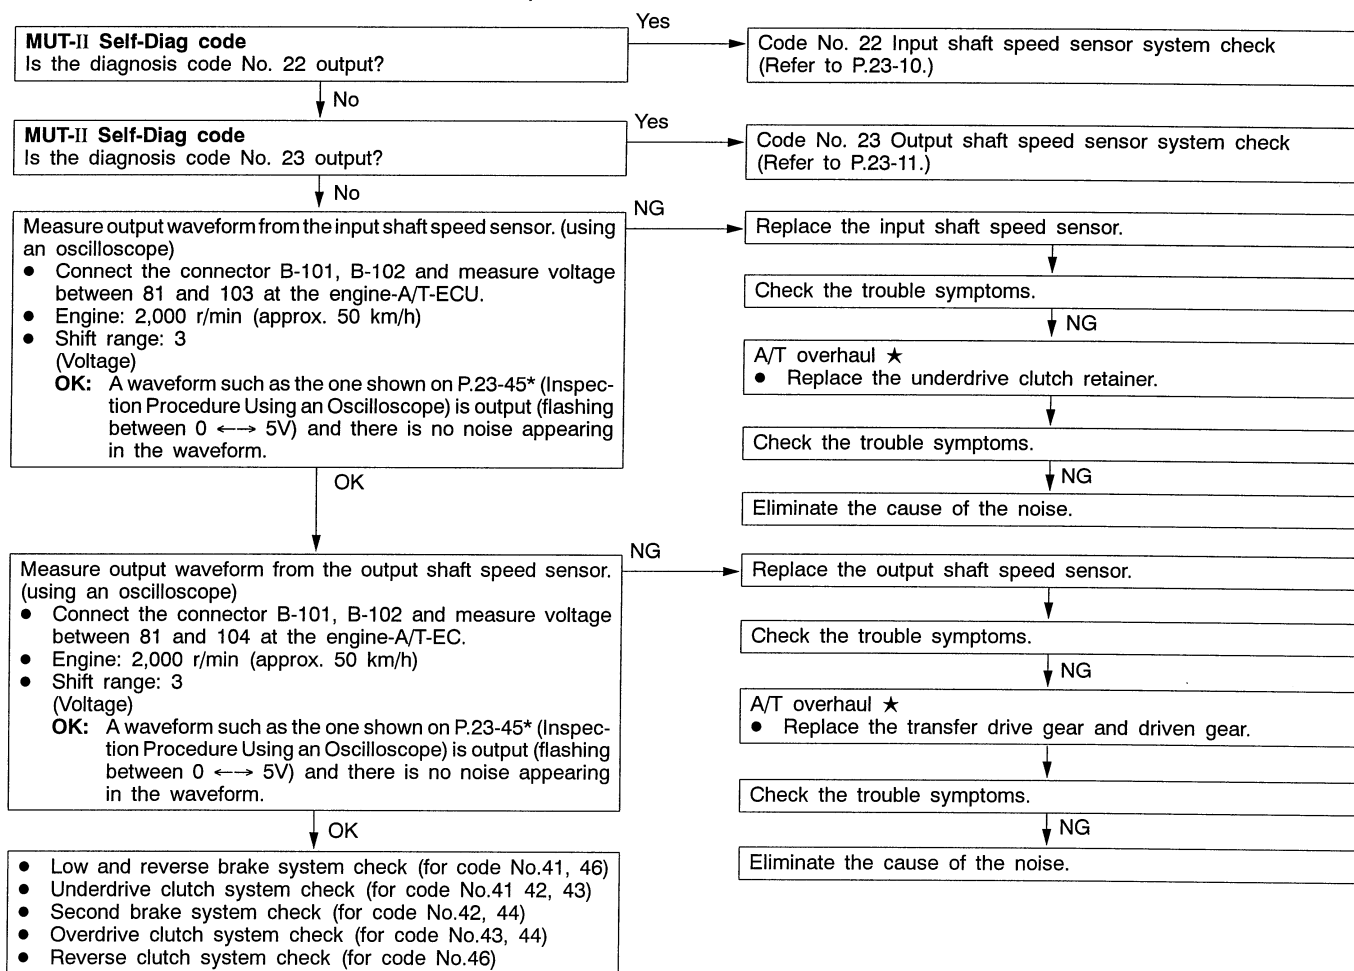 MUT-II Self-Diag code
Is the diagnosis code No. 22 output?
Yes
Code No. 22 Input shaft speed sensor system check
(Refer to P.23-10.)
No
MUT-II Self-Diag code
Is the diagnosis code No. 23 output?
Yes
Code No. 23 Output shaft speed sensor system check
(Refer to P.23-11.)
No
Measure output waveform from the input shaft speed sensor. (using
an oscilloscope)
● Connect the connector B-101, B-102 and measure voltage
between 81 and 103 at the engine-A/T-ECU.
● Engine: 2,000 r/min (approx. 50 km/h)
● Shift range: 3
(Voltage)
OK: A waveform such as the one shown on P.23-45* (Inspec-
tion Procedure Using an Oscilloscope) is output (flashing
between 0 ←→ 5V) and there is no noise appearing
in the waveform.
NG
Replace the input shaft speed sensor.
Check the trouble symptoms.
NG
A/T overhaul ★
● Replace the underdrive clutch retainer.
Check the trouble symptoms.
NG
Eliminate the cause of the noise.
OK
Measure output waveform from the output shaft speed sensor.
(using an oscilloscope)
● Connect the connector B-101, B-102 and measure voltage
between 81 and 104 at the engine-A/T-EC.
● Engine: 2,000 r/min (approx. 50 km/h)
● Shift range: 3
(Voltage)
OK: A waveform such as the one shown on P.23-45* (Inspec-
tion Procedure Using an Oscilloscope) is output (flashing
between 0 ←→ 5V) and there is no noise appearing
in the waveform.
NG
Replace the output shaft speed sensor.
Check the trouble symptoms.
NG
A/T overhaul ★
● Replace the transfer drive gear and driven gear.
Check the trouble symptoms.
NG
Eliminate the cause of the noise.
OK
● Low and reverse brake system check (for code No.41, 46)
● Underdrive clutch system check (for code No.41 42, 43)
● Second brake system check (for code No.42, 44)
● Overdrive clutch system check (for code No.43, 44)
● Reverse clutch system check (for code No.46)